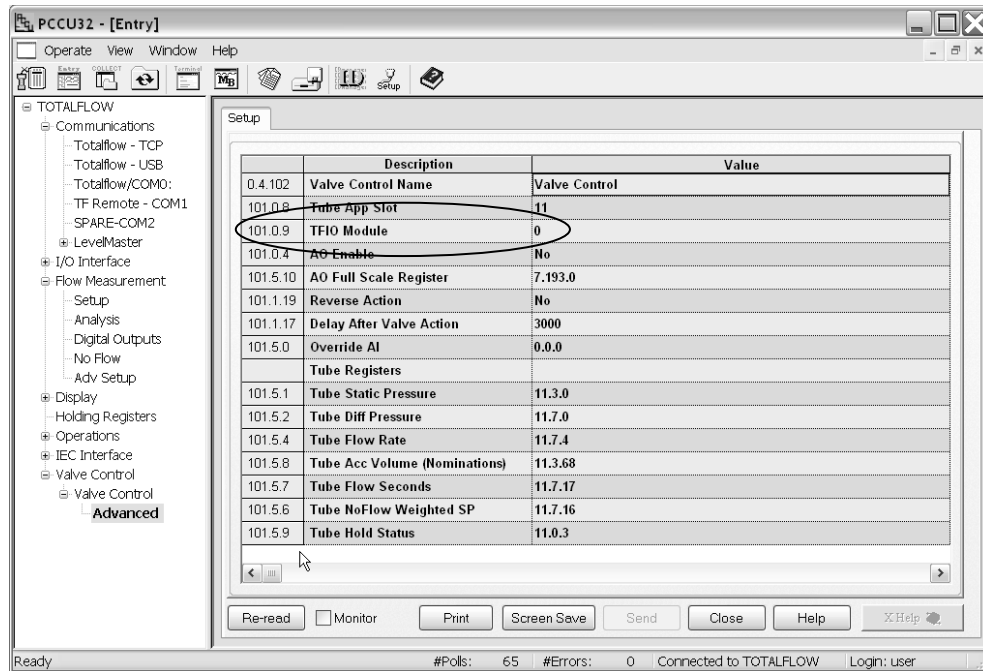 PCCU32 - [Entry]
Operate View Window Help
Entry COLLECT Terminal MB Setup
TOTALFLOW
Communications
Totalflow - TCP
Totalflow - USB
Totalflow/COM0:
TF Remote - COM1
SPARE-COM2
LevelMaster
I/O Interface
Flow Measurement
Setup
Analysis
Digital Outputs
No Flow
Adv Setup
Display
Holding Registers
Operations
IEC Interface
Valve Control
Valve Control
Advanced
Setup
Description Value
0.4.102 Valve Control Name Valve Control
101.0.8 Tube App Slot 11
101.0.9 TFIO Module 0
101.0.4 AO Enable No
101.5.10 AO Full Scale Register 7.193.0
101.1.19 Reverse Action No
101.1.17 Delay After Valve Action 3000
101.5.0 Override AI 0.0.0
Tube Registers
101.5.1 Tube Static Pressure 11.3.0
101.5.2 Tube Diff Pressure 11.7.0
101.5.4 Tube Flow Rate 11.7.4
101.5.8 Tube Acc Volume (Nominations) 11.3.68
101.5.7 Tube Flow Seconds 11.7.17
101.5.6 Tube NoFlow Weighted SP 11.7.16
101.5.9 Tube Hold Status 11.0.3
Re-read Monitor Print Screen Save Send Close Help X Help
Ready #Polls: 65 #Errors: 0 Connected to TOTALFLOW Login: user